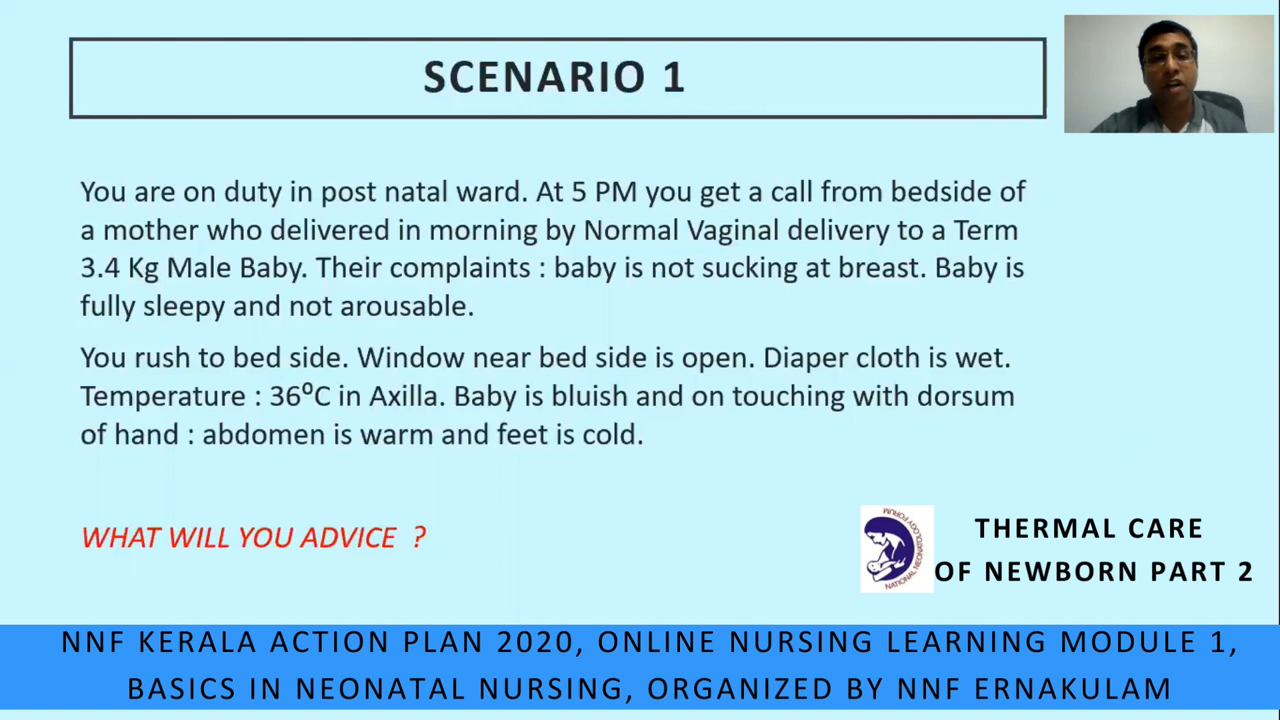 SCENARIO 1
You are on duty in post natal ward. At 5 PM you get a call from bedside of
a mother who delivered in morning by Normal Vaginal delivery to a Term
3.4 Kg Male Baby. Their complaints : baby is not sucking at breast. Baby is
fully sleepy and not arousable.
You rush to bed side. Window near bed side is open. Diaper cloth is wet.
Temperature : 36⁰C in Axilla. Baby is bluish and on touching with dorsum
of hand : abdomen is warm and feet is cold.
WHAT WILL YOU ADVICE ?
NATIONAL NEONATOLOGY FORUM
THERMAL CARE
OF NEWBORN PART 2
NNF KERALA ACTION PLAN 2020, ONLINE NURSING LEARNING MODULE 1,
BASICS IN NEONATAL NURSING, ORGANIZED BY NNF ERNAKULAM